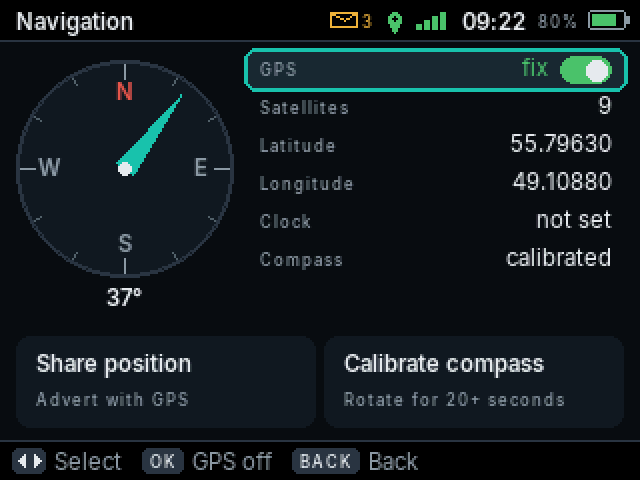 Navigation 3 09:22 80%
N
W E
S
37°
GPS fix
Satellites 9
Latitude 55.79630
Longitude 49.10880
Clock not set
Compass calibrated
Share position
Advert with GPS
Calibrate compass
Rotate for 20+ seconds
Select OK GPS off BACK Back